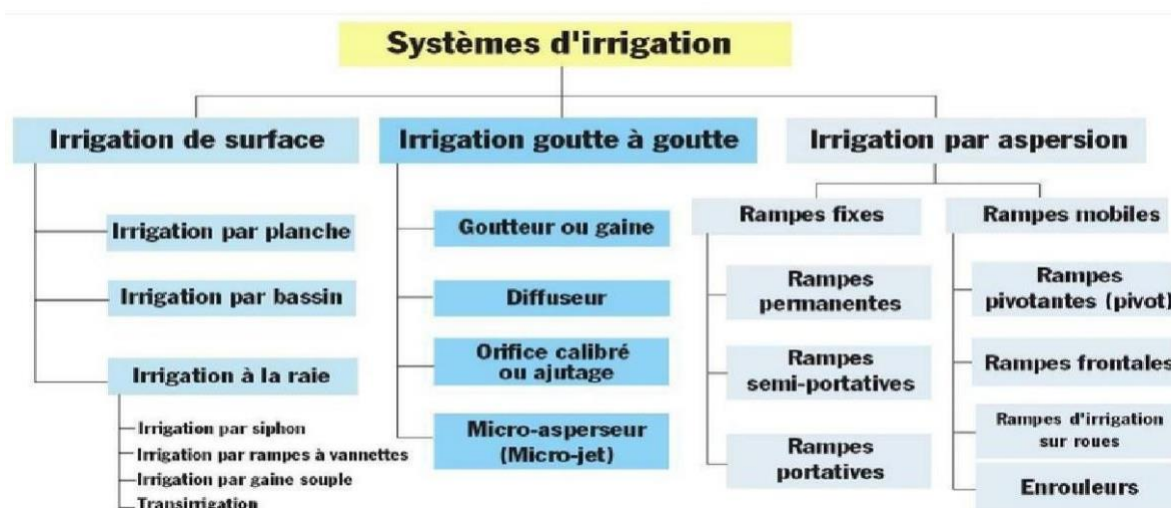 Systèmes d'irrigation
Irrigation de surface
Irrigation par planche
Irrigation par bassin
Irrigation à la raie
Irrigation par siphon
Irrigation par rampes à vannettes
Irrigation par gaine souple
Transirrigation
Irrigation goutte à goutte
Goutteur ou gaine
Diffuseur
Orifice calibré
ou ajutage
Micro-asperseur
(Micro-jet)
Irrigation par aspersion
Rampes fixes
Rampes
permanentes
Rampes
semi-portatives
Rampes
portatives
Rampes mobiles
Rampes
pivotantes (pivot)
Rampes frontales
Rampes d'irrigation
sur roues
Enrouleurs